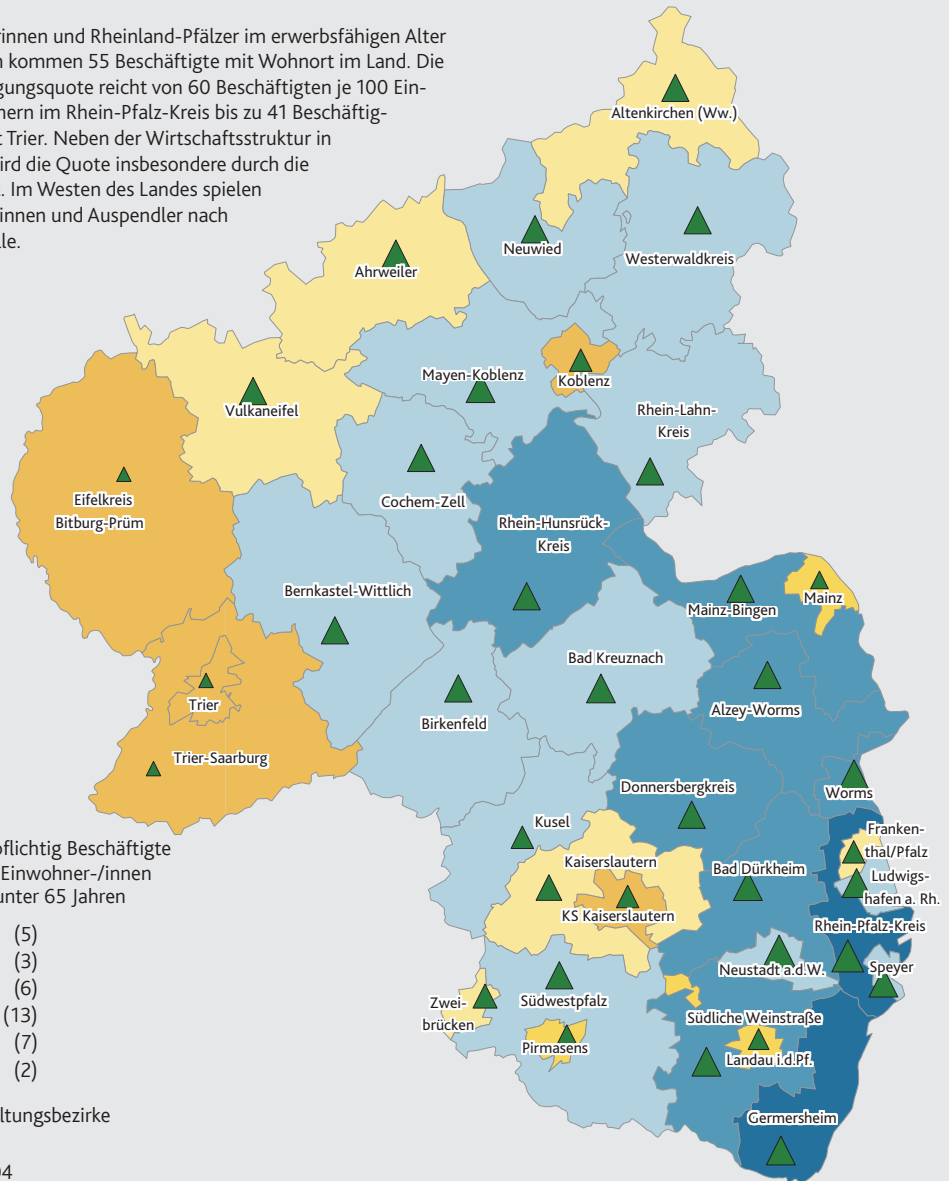 rinnen und Rheinland-Pfälzer im erwerbsfähigen Alter
kommen 55 Beschäftigte mit Wohnort im Land. Die
gungsquote reicht von 60 Beschäftigten je 100 Ein-
nern im Rhein-Pfalz-Kreis bis zu 41 Beschäftig-
t Trier. Neben der Wirtschaftsstruktur in
ird die Quote insbesondere durch die
. Im Westen des Landes spielen
innen und Auspendler nach
lle.
Altenkirchen (Ww.)
Neuwied
Westerwaldkreis
Ahrweiler
Mayen-Koblenz
Koblenz
Vulkaneifel
Rhein-Lahn-
Kreis
Cochem-Zell
Eifelkreis
Bitburg-Prüm
Rhein-Hunsrück-
Kreis
Bernkastel-Wittlich
Mainz-Bingen
Mainz
Bad Kreuznach
Trier
Birkenfeld
Alzey-Worms
Trier-Saarburg
Donnersbergkreis
Worms
Kusel
Franken-
thal/Pfalz
Kaiserslautern
Bad Dürkheim
Ludwigs-
hafen a. Rh.
KS Kaiserslautern
Rhein-Pfalz-Kreis
Neustadt a.d.W.
Speyer
Zwei-
brücken
Südwestpfalz
Südliche Weinstraße
Pirmasens
Landau i.d.Pf.
Germersheim
pflichtig Beschäftigte
Einwohner-/innen
unter 65 Jahren
(5)
(3)
(6)
(13)
(7)
(2)
ltungsbezirke
04